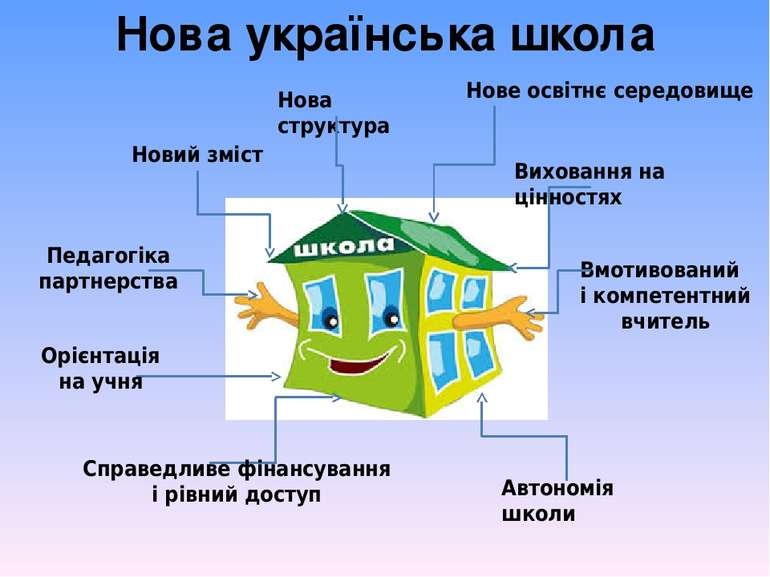 Нова українська школа
Нове освітнє середовище
Нова
структура
Новий зміст
Виховання на
цінностях
школа
Педагогіка
партнерства
Вмотивований
і компетентний
вчитель
Орієнтація
на учня
Справедливе фінансування
і рівний доступ
Автономія
школи